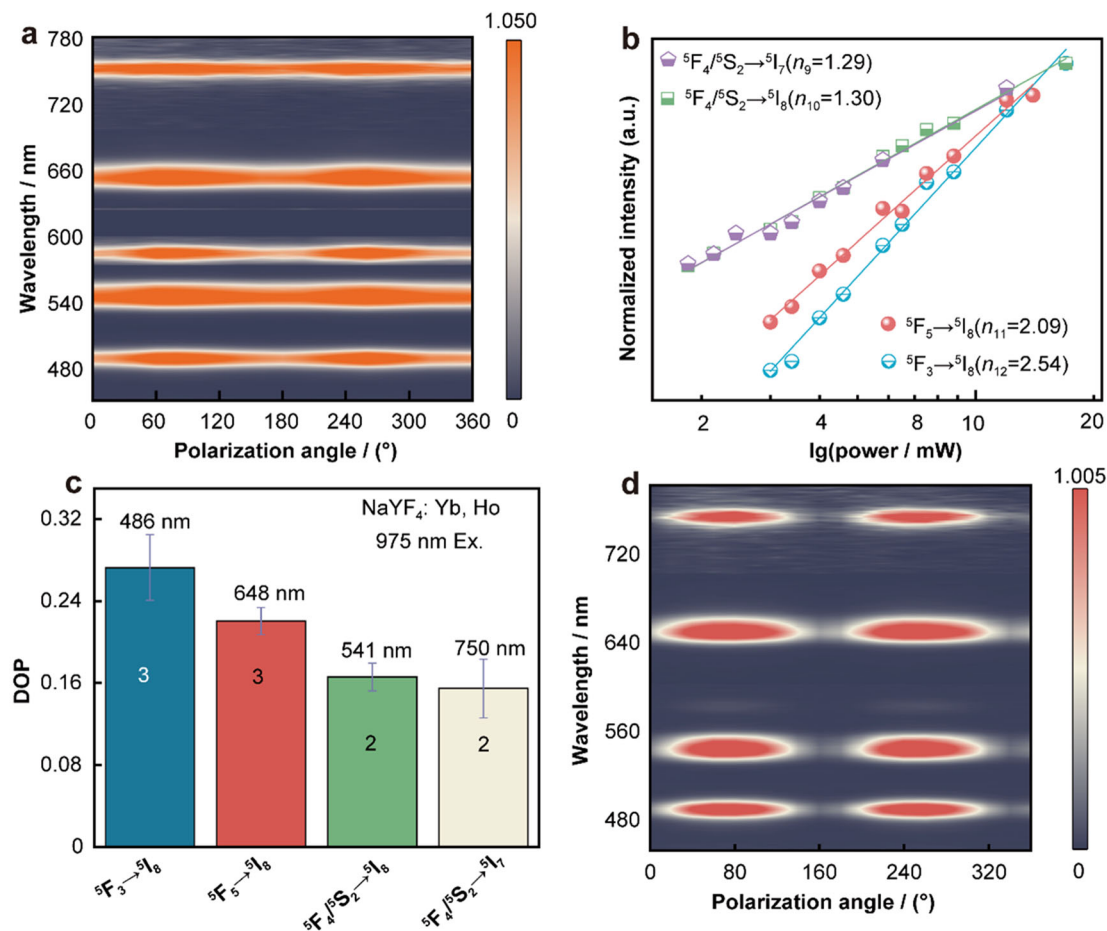 a
1.050
780
720
660
600
540
480
Wavelength / nm
0 60 120 180 240 300 360
0
Polarization angle / (°)
b
⁵F₄/⁵S₂→⁵I₇(n₉=1.29)
⁵F₄/⁵S₂→⁵I₈(n₁₀=1.30)
⁵F₅→⁵I₈(n₁₁=2.09)
⁵F₃→⁵I₈(n₁₂=2.54)
Normalized intensity (a.u.)
2 4 6 8 10 20
lg(power / mW)
c
NaYF₄: Yb, Ho
975 nm Ex.
0.32
0.24
0.16
0.08
0
DOP
486 nm
648 nm
541 nm
750 nm
3
3
2
2
⁵F₃→⁵I₈
⁵F₅→⁵I₈
⁵F₄/⁵S₂→⁵I₈
⁵F₄/⁵S₂→⁵I₇
d
1.005
720
640
560
480
Wavelength / nm
0 80 160 240 320
0
Polarization angle / (°)